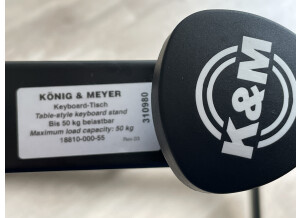 KÖNIG & MEYER
Keyboard-Tisch
Table-style keyboard stand
Bis 50 kg belastbar
Maximum load capacity: 50 kg
18810-000-55
310980
K&M